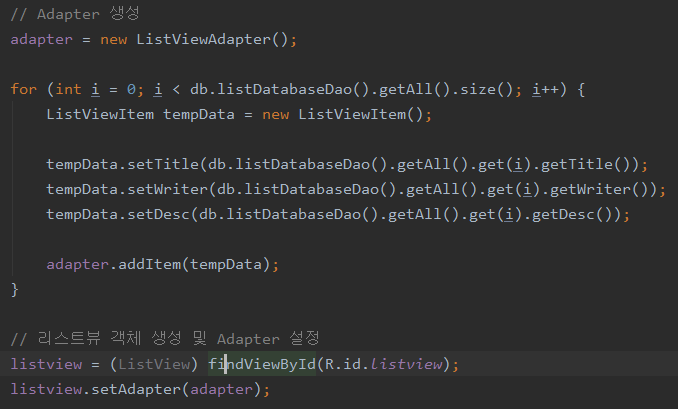 // Adapter 생성
adapter = new ListViewAdapter();
for (int i = 0; i < db.listDatabaseDao().getAll().size(); i++) {
ListViewItem tempData = new ListViewItem();
tempData.setTitle(db.listDatabaseDao().getAll().get(i).getTitle());
tempData.setWriter(db.listDatabaseDao().getAll().get(i).getWriter());
tempData.setDesc(db.listDatabaseDao().getAll().get(i).getDesc());
adapter.addItem(tempData);
}
// 리스트뷰 객체 생성 및 Adapter 설정
listview = (ListView) findViewById(R.id.listview);
listview.setAdapter(adapter);